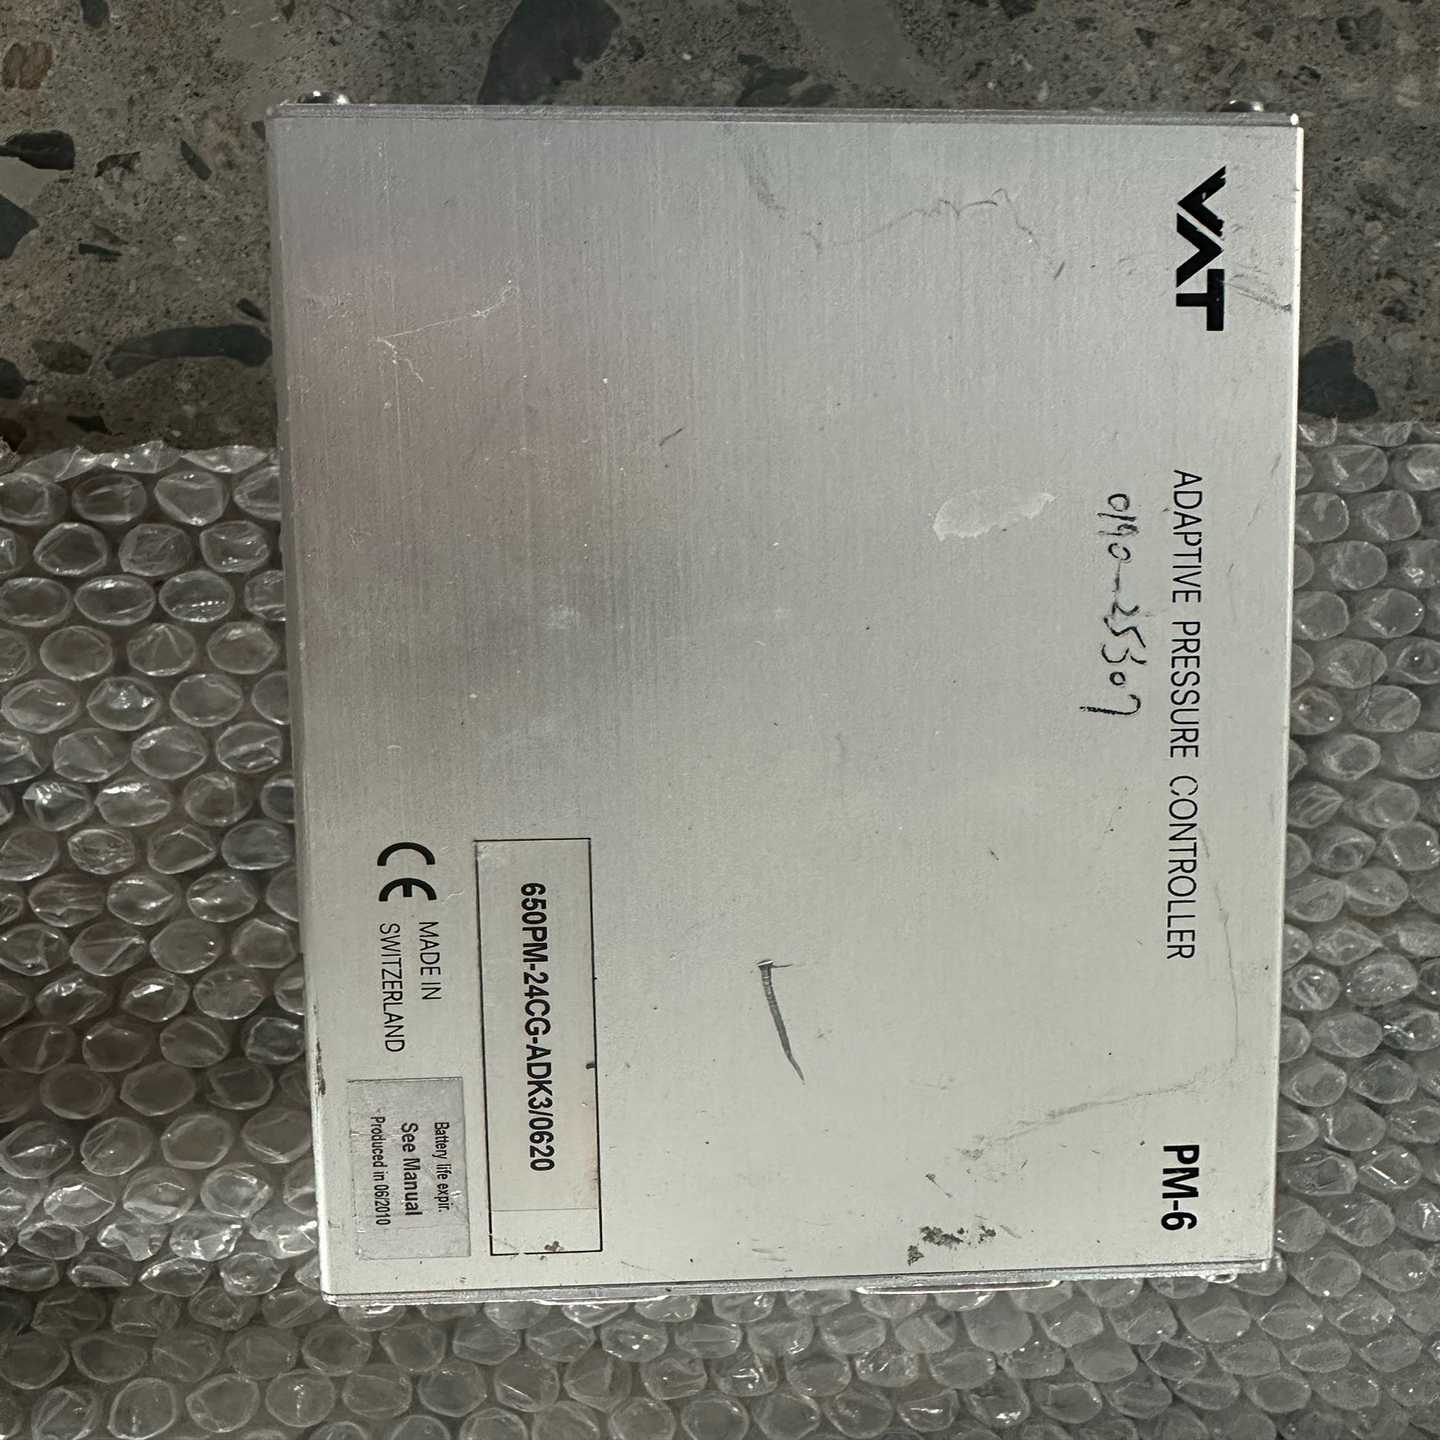 VAT
ADAPTIVE PRESSURE CONTROLLER
PM-6
0190-25307
650PM-24CG-ADK3/0620
CE
MADE IN
SWITZERLAND
Battery life expir.
See Manual
Produced in 06/2010